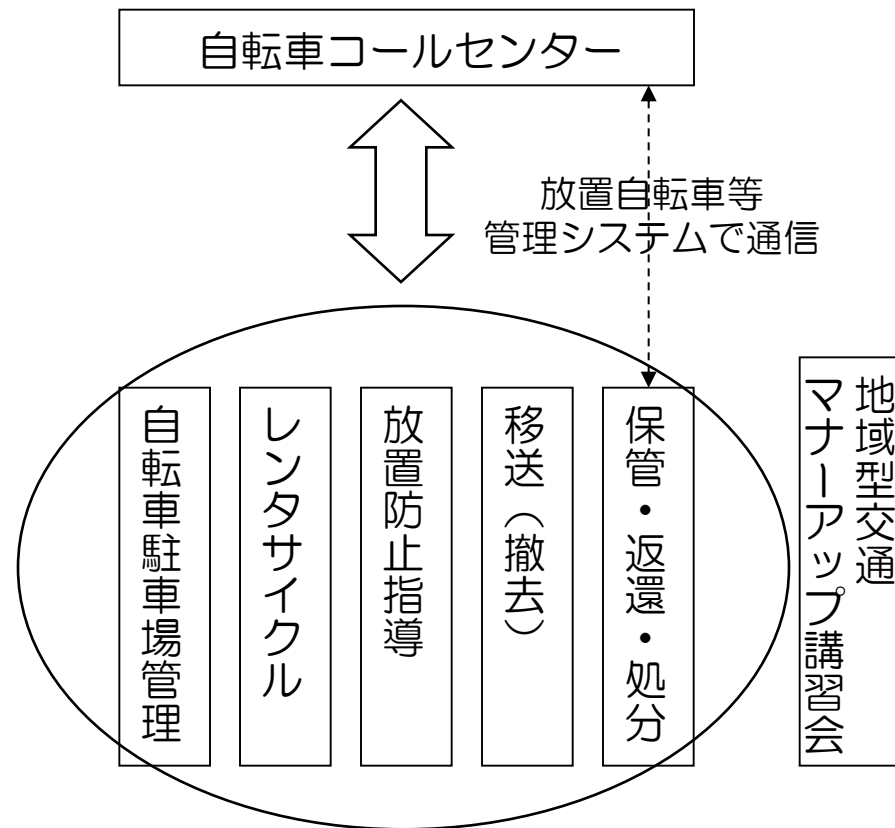 自転車コールセンター
放置自転車等
管理システムで通信
自転車駐車場管理
レンタサイクル
放置防止指導
移送（撤去）
保管・返還・処分
地域型交通
マナーアップ講習会